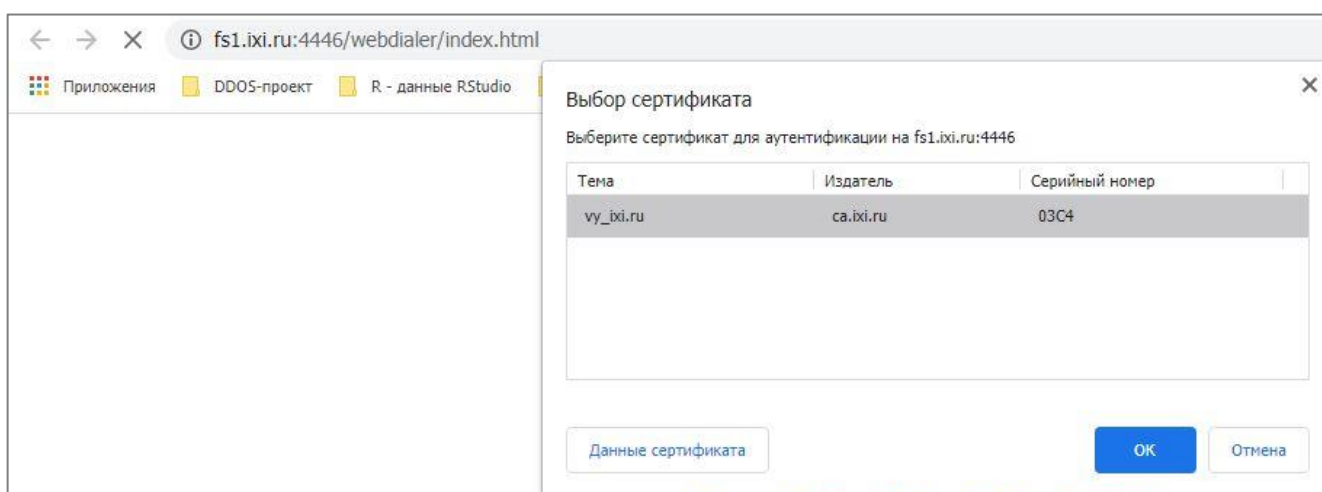 fs1.ixi.ru:4446/webdialer/index.html
Приложения DDOS-проект R - данные RStudio
Выбор сертификата
Выберите сертификат для аутентификации на fs1.ixi.ru:4446
Тема Издатель Серийный номер
vy_ixi.ru ca.ixi.ru 03C4
Данные сертификата ОК Отмена